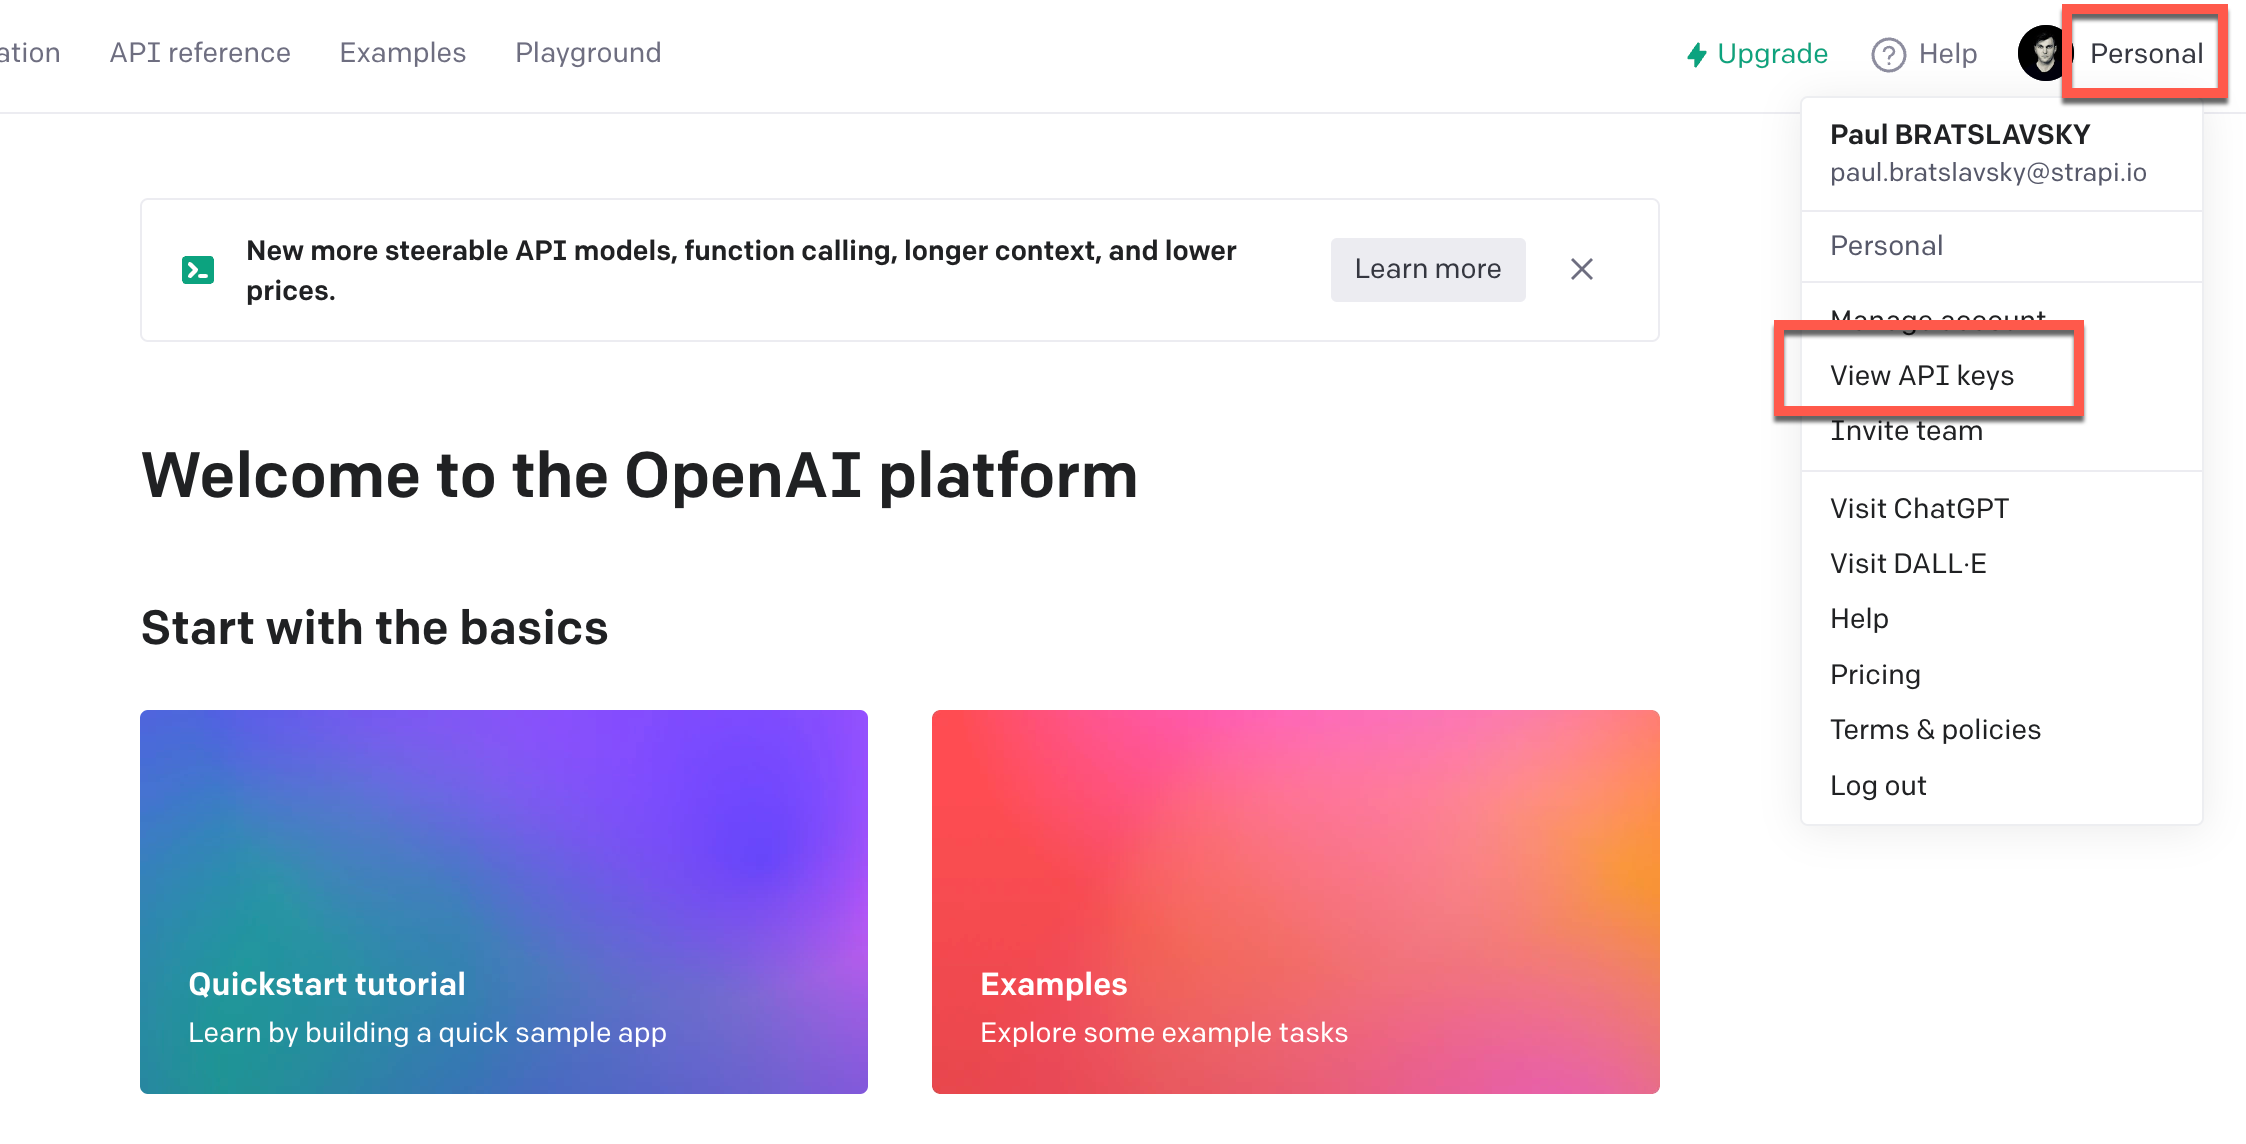 ation API reference Examples Playground Upgrade Help Personal
Paul BRATSLAVSKY
paul.bratslavsky@strapi.io
Personal
Manage account
View API keys
Invite team
Visit ChatGPT
Visit DALL·E
Help
Pricing
Terms & policies
Log out
New more steerable API models, function calling, longer context, and lower
prices.
Learn more
Welcome to the OpenAI platform
Start with the basics
Quickstart tutorial
Learn by building a quick sample app
Examples
Explore some example tasks